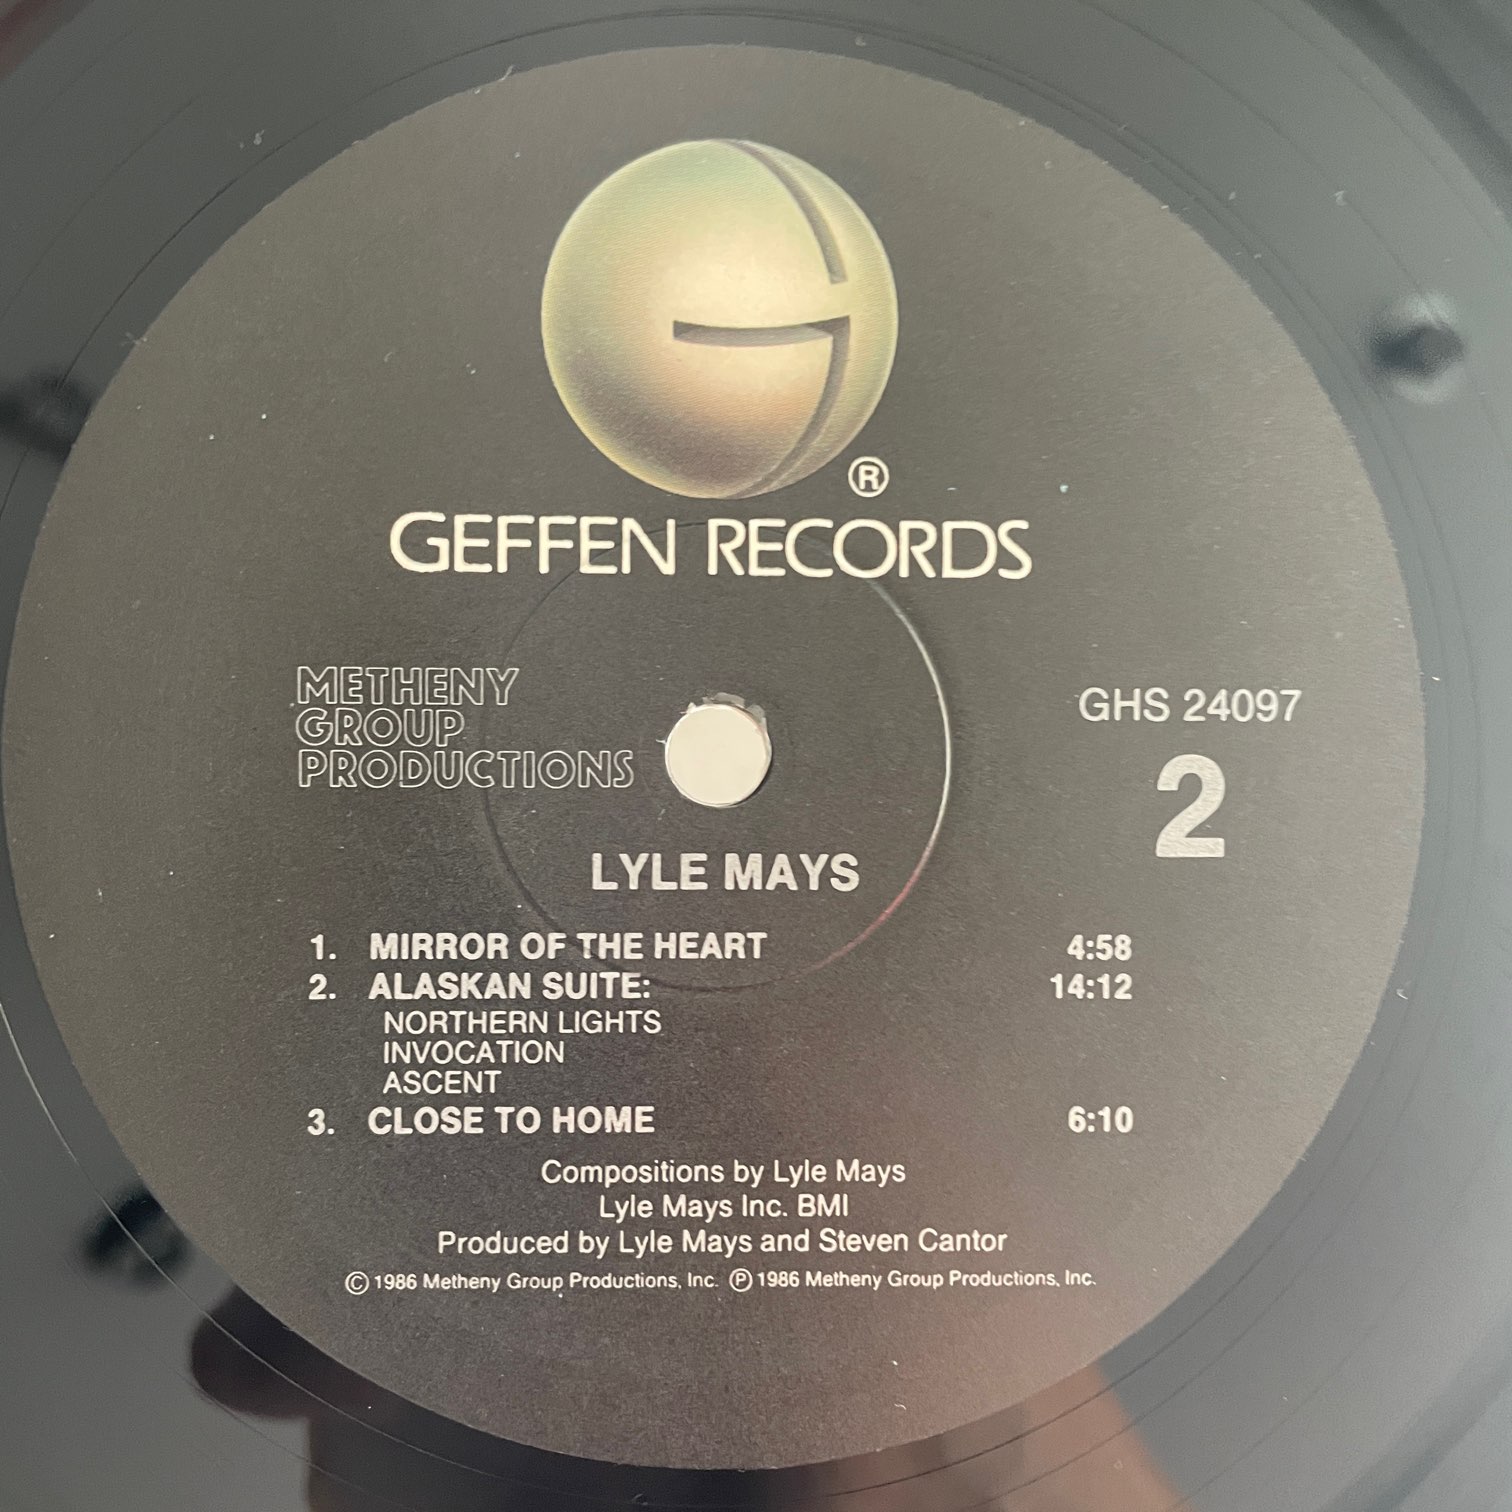 ®
GEFFEN RECORDS
METHENY
GROUP
PRODUCTIONS
GHS 24097
2
LYLE MAYS
1. MIRROR OF THE HEART 4:58
2. ALASKAN SUITE: 14:12
NORTHERN LIGHTS
INVOCATION
ASCENT
3. CLOSE TO HOME 6:10
Compositions by Lyle Mays
Lyle Mays Inc. BMI
Produced by Lyle Mays and Steven Cantor
© 1986 Metheny Group Productions, Inc. ℗ 1986 Metheny Group Productions, Inc.